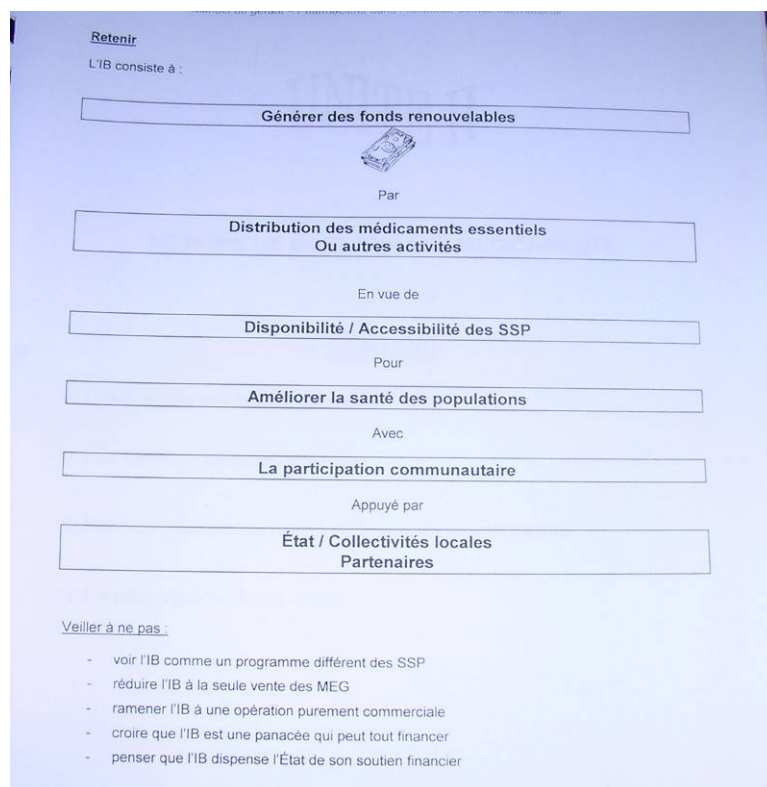 Retenir
L'IB consiste à :
Générer des fonds renouvelables
Par
Distribution des médicaments essentiels
Ou autres activités
En vue de
Disponibilité / Accessibilité des SSP
Pour
Améliorer la santé des populations
Avec
La participation communautaire
Appuyé par
État / Collectivités locales
Partenaires
Veiller à ne pas :
- voir l'IB comme un programme différent des SSP
- réduire l'IB à la seule vente des MEG
- ramener l'IB à une opération purement commerciale
- croire que l'IB est une panacée qui peut tout financer
- penser que l'IB dispense l'État de son soutien financier